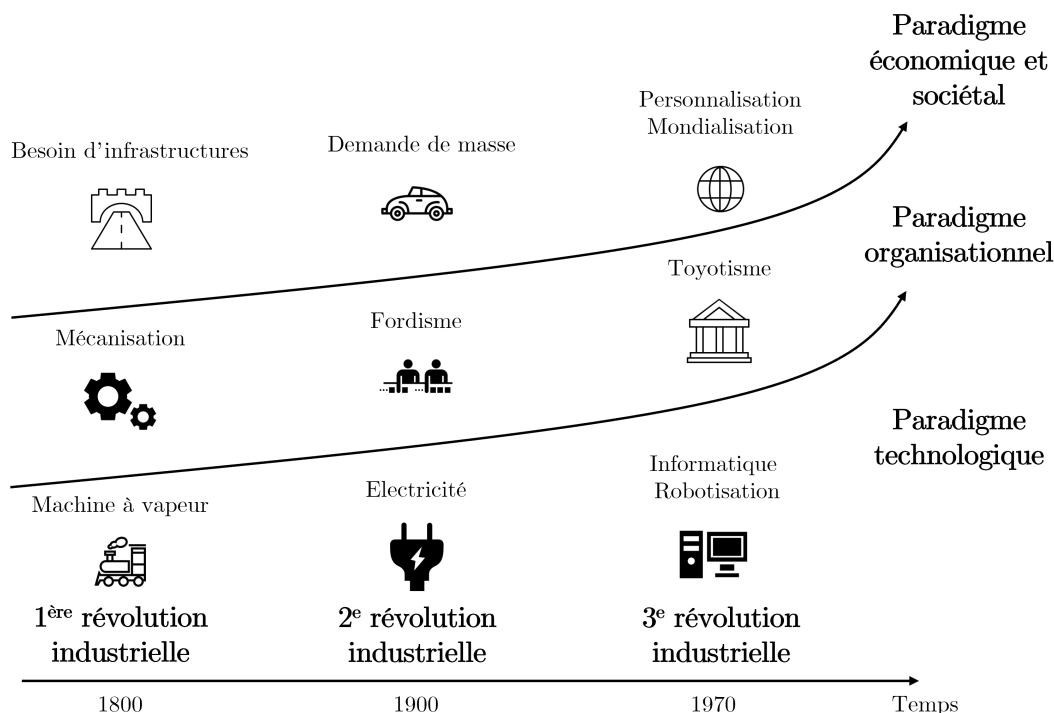 Paradigme
économique et
sociétal
Personnalisation
Mondialisation
Demande de masse
Besoin d'infrastructures
Paradigme
organisationnel
Toyotisme
Fordisme
Mécanisation
Paradigme
technologique
Informatique
Robotisation
Electricité
Machine à vapeur
1ère révolution
industrielle
2e révolution
industrielle
3e révolution
industrielle
1800
1900
1970
Temps